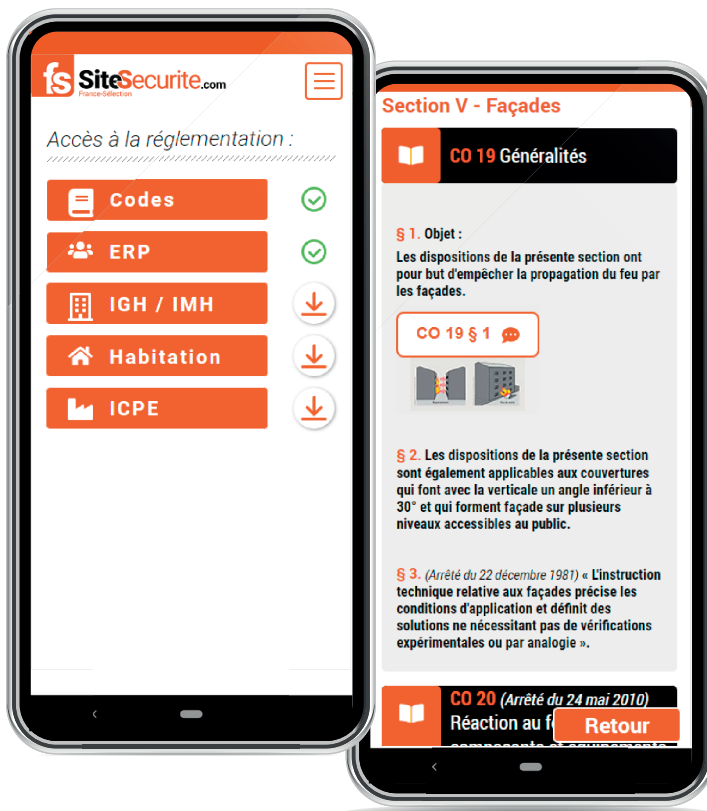 fs SiteSecurite.com
France-Sélection
Accès à la réglementation :
Codes
ERP
IGH / IMH
Habitation
ICPE
Section V - Façades
CO 19 Généralités
§ 1. Objet :
Les dispositions de la présente section ont
pour but d'empêcher la propagation du feu par
les façades.
CO 19 § 1
§ 2. Les dispositions de la présente section
sont également applicables aux couvertures
qui font avec la verticale un angle inférieur à
30° et qui forment façade sur plusieurs
niveaux accessibles au public.
§ 3. (Arrêté du 22 décembre 1981) « L'instruction
technique relative aux façades précise les
conditions d'application et définit des
solutions ne nécessitant pas de vérifications
expérimentales ou par analogie ».
CO 20 (Arrêté du 24 mai 2010)
Réaction au
Retour
composants et équipements